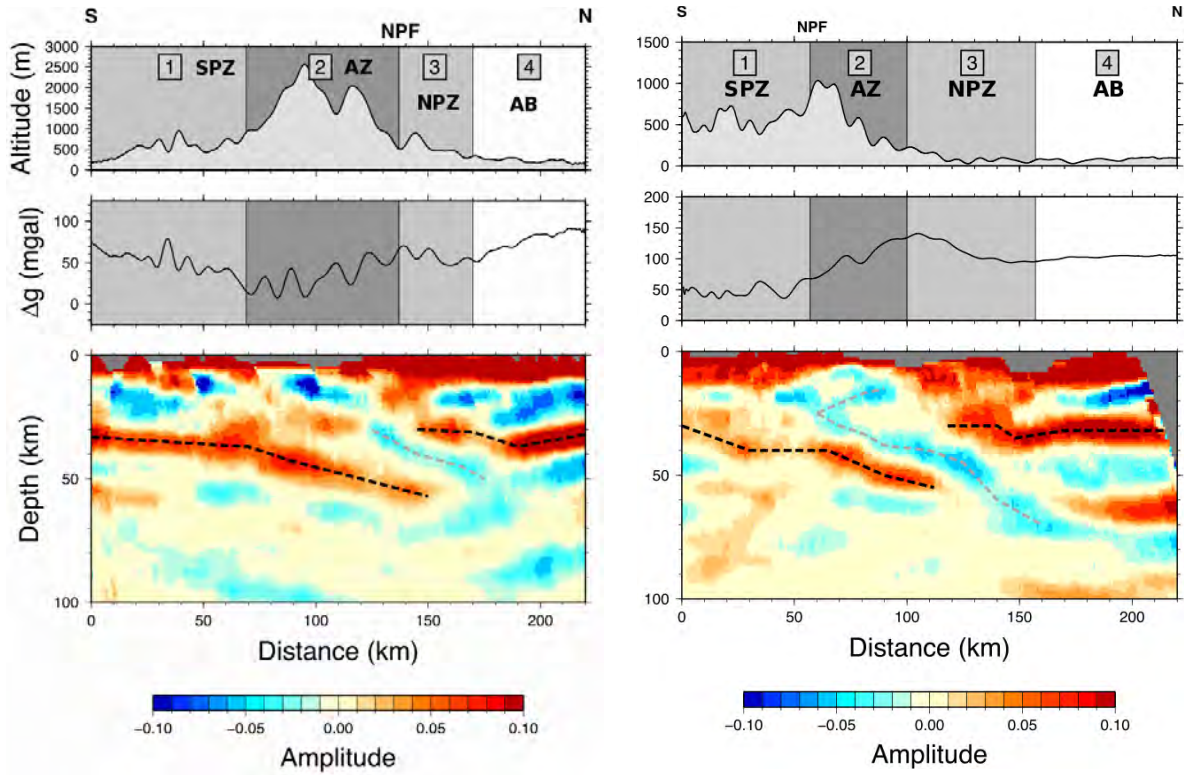 S N
NPF
Altitude (m)
3000
2500
2000
1500
1000
500
0
1 SPZ
2 AZ
3
NPZ
4
AB
Δg (mgal)
100
50
0
Depth (km)
0
50
100
0 50 100 150 200
Distance (km)
−0.10 −0.05 0.00 0.05 0.10
Amplitude
S N
NPF
1500
1000
500
0
1
SPZ
2
AZ
3
NPZ
4
AB
200
150
100
50
0
0
50
100
0 50 100 150 200
Distance (km)
−0.10 −0.05 0.00 0.05 0.10
Amplitude